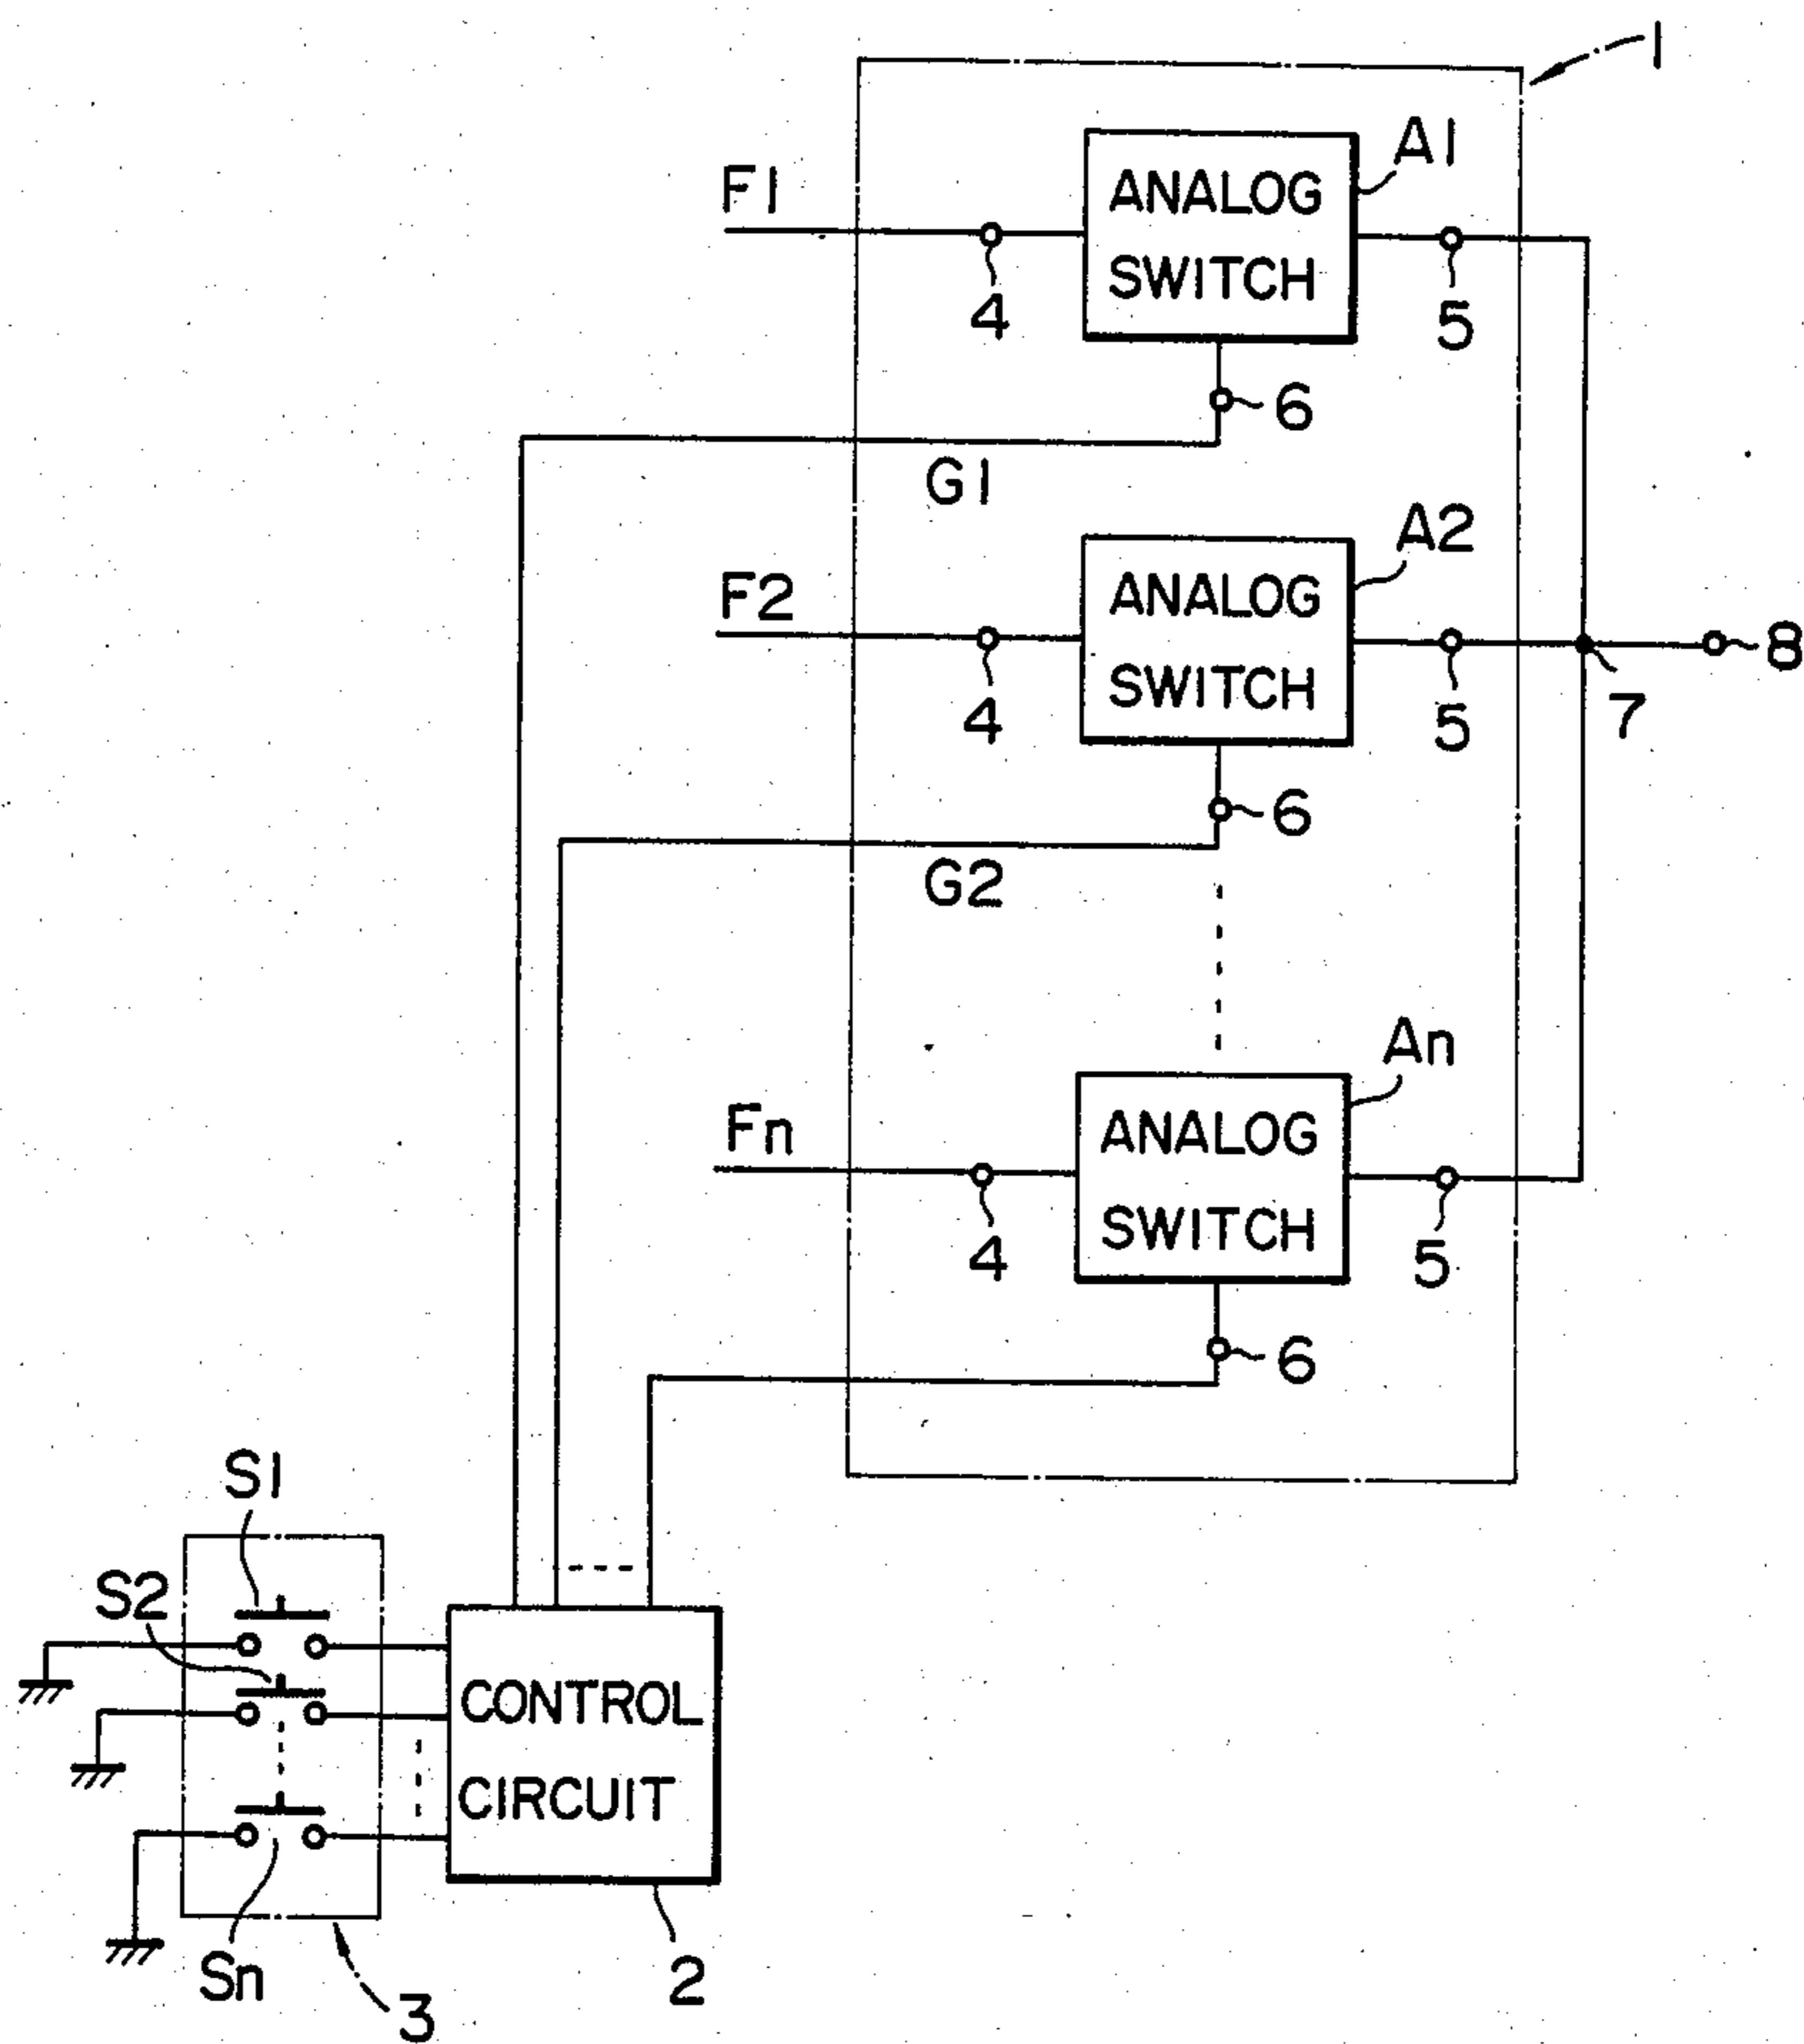 1
A1
F1
ANALOG
SWITCH
4
5
6
G1
A2
F2
ANALOG
SWITCH
8
4
5
7
6
G2
An
Fn
ANALOG
SWITCH
4
5
6
S1
S2
CONTROL
CIRCUIT
Sn
2
3